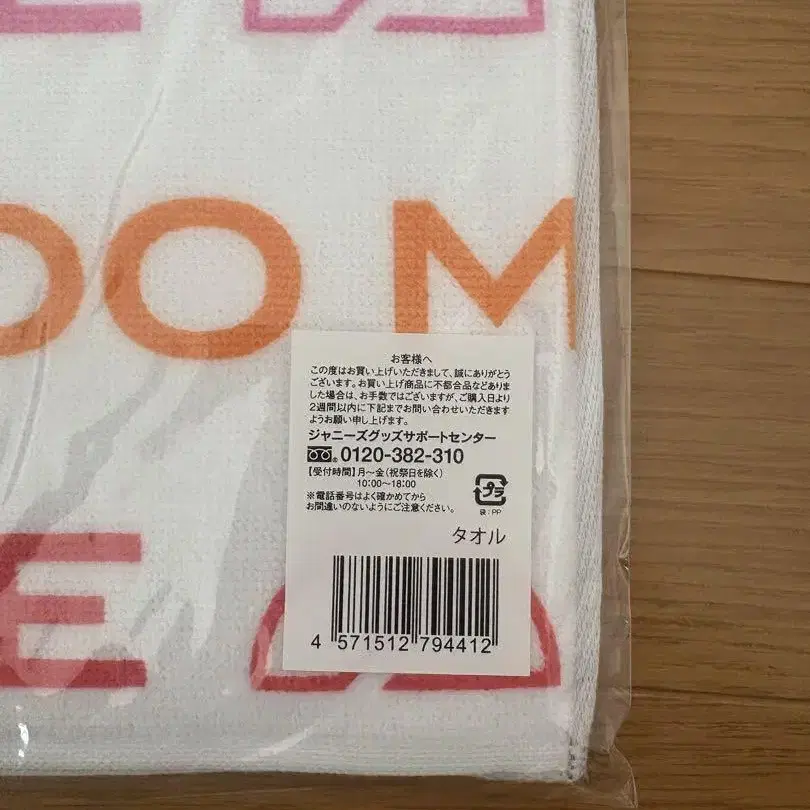 OO M
お客様へ
この度はお買い上げいただきまして、誠にありがとう
ございます。お買い上げ商品に不都合品などありま
した場合は、お手数ではございますが、ご購入日より
2週間以内に下記までお問い合わせいただきます
ようお願い申し上げます。
ジャニーズグッズサポートセンター
0120-382-310
【受付時間】月〜金(祝祭日を除く)
10:00〜18:00
※電話番号はよく確かめてから
お間違いのないようにご注意ください。
プラ
袋:PP
タオル
E
4 571512 794412